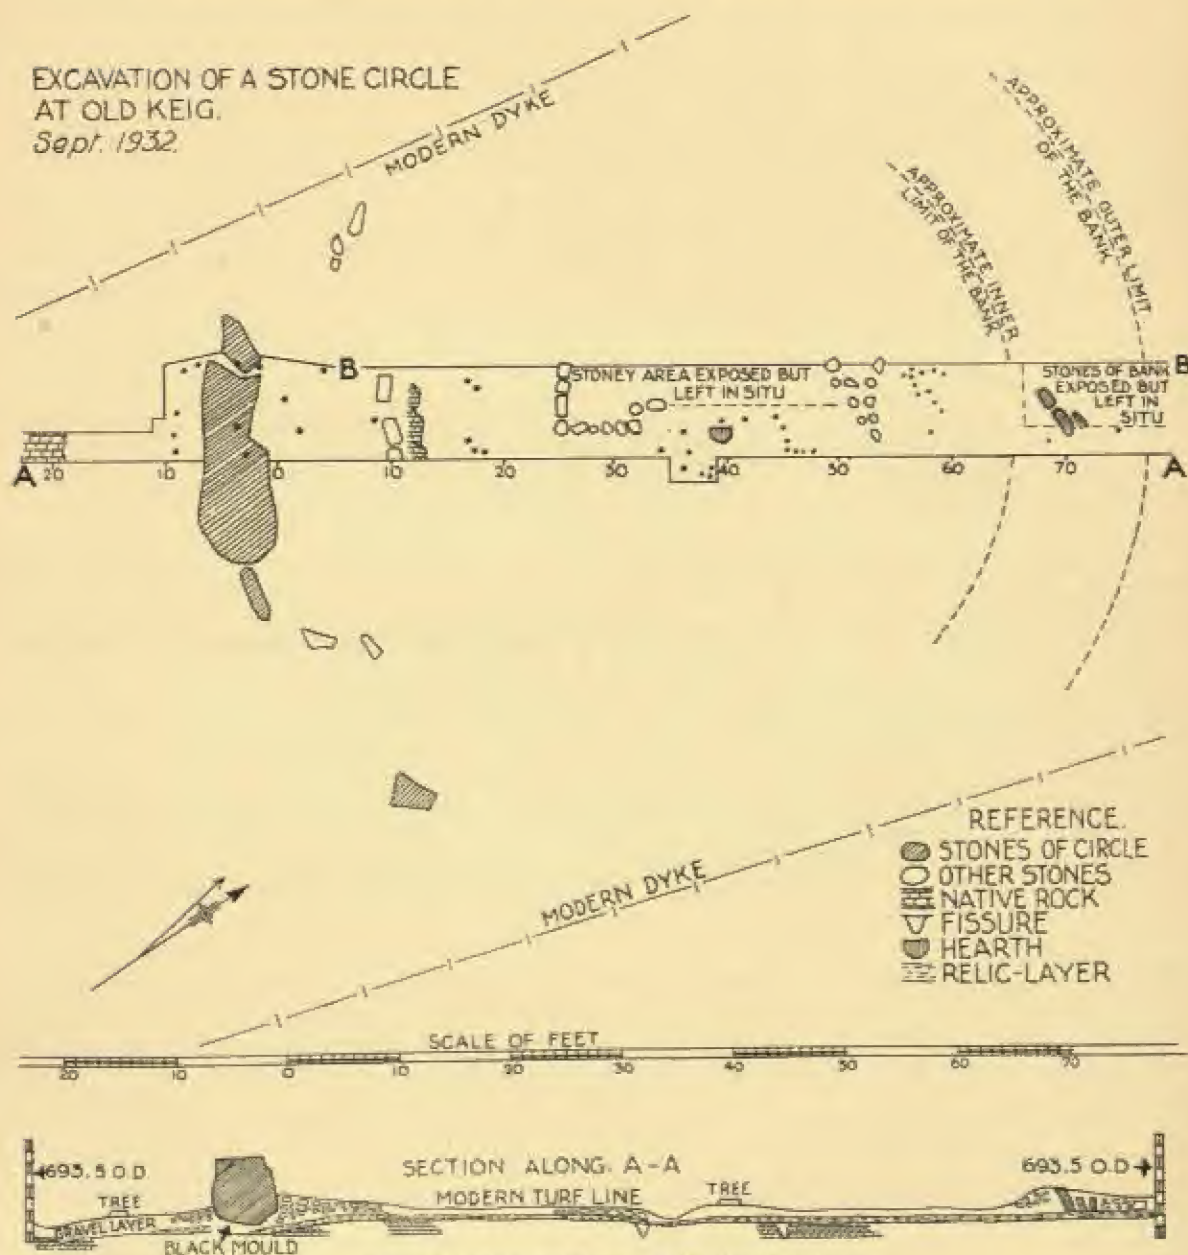 EXCAVATION OF A STONE CIRCLE
AT OLD KEIG.
Sept. 1932.
MODERN DYKE
APPROXIMATE OUTER LIMIT
OF THE BANK.
APPROXIMATE INNER
LIMIT OF THE BANK
B
STONEY AREA EXPOSED BUT
LEFT IN SITU
STONES OF BANK
EXPOSED BUT
LEFT IN
SITU
B
A 20 10 0 10 20 30 40 50 60 70 A
MODERN DYKE
REFERENCE.
STONES OF CIRCLE
OTHER STONES
NATIVE ROCK
FISSURE
HEARTH
RELIC-LAYER
SCALE OF FEET
20 10 0 10 20 30 40 50 60 70
693.5 O.D
SECTION ALONG. A-A
693.5 O.D
TREE
MODERN TURF LINE
TREE
GRAVEL LAYER
BLACK MOULD